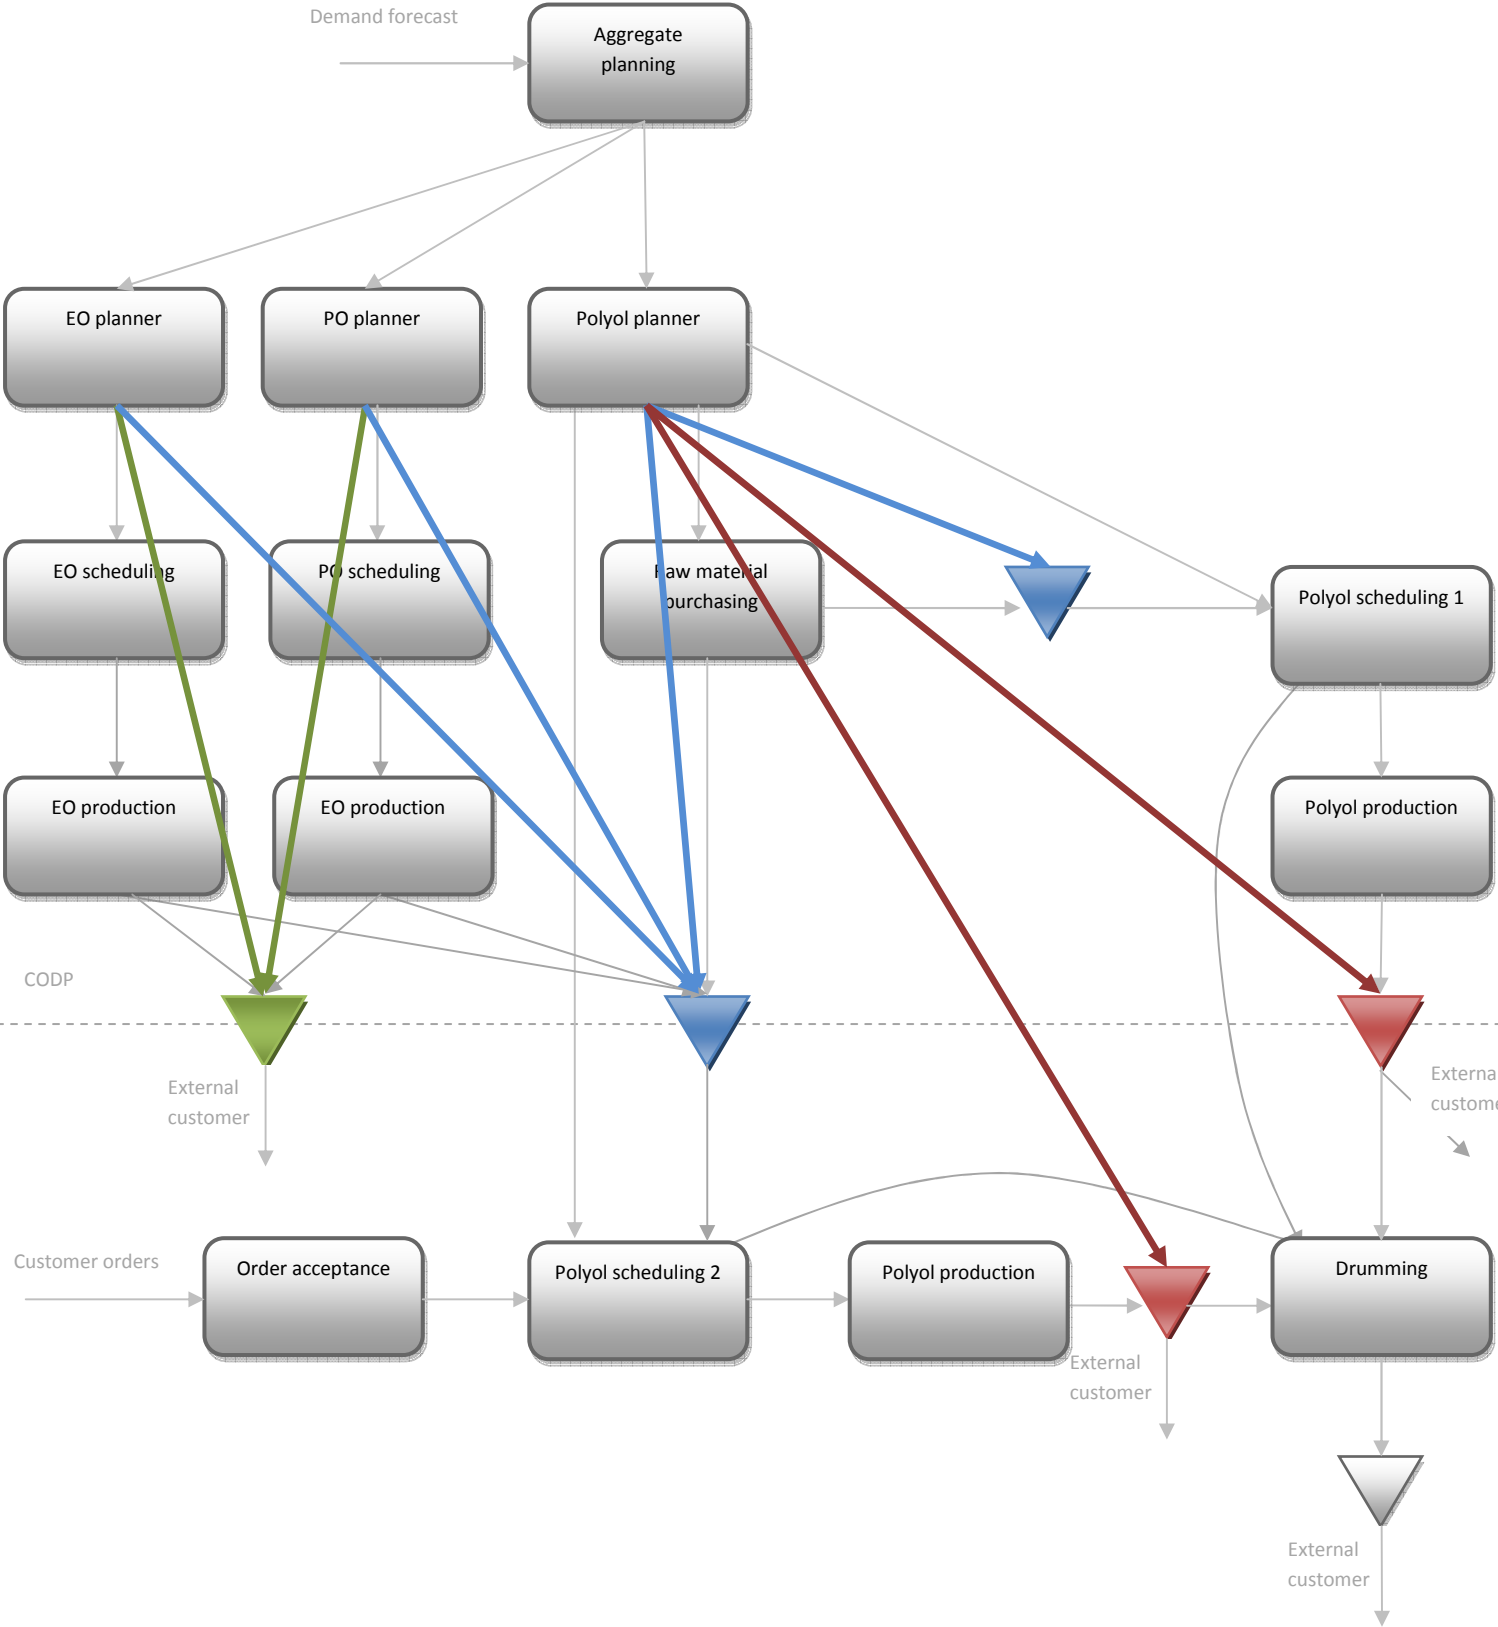 Demand forecast
Aggregate
planning
EO planner
PO planner
Polyol planner
EO scheduling
PO scheduling
Raw material
purchasing
Polyol scheduling 1
EO production
EO production
Polyol production
CODP
External
customer
Externa
custome
Customer orders
Order acceptance
Polyol scheduling 2
Polyol production
Drumming
External
customer
External
customer